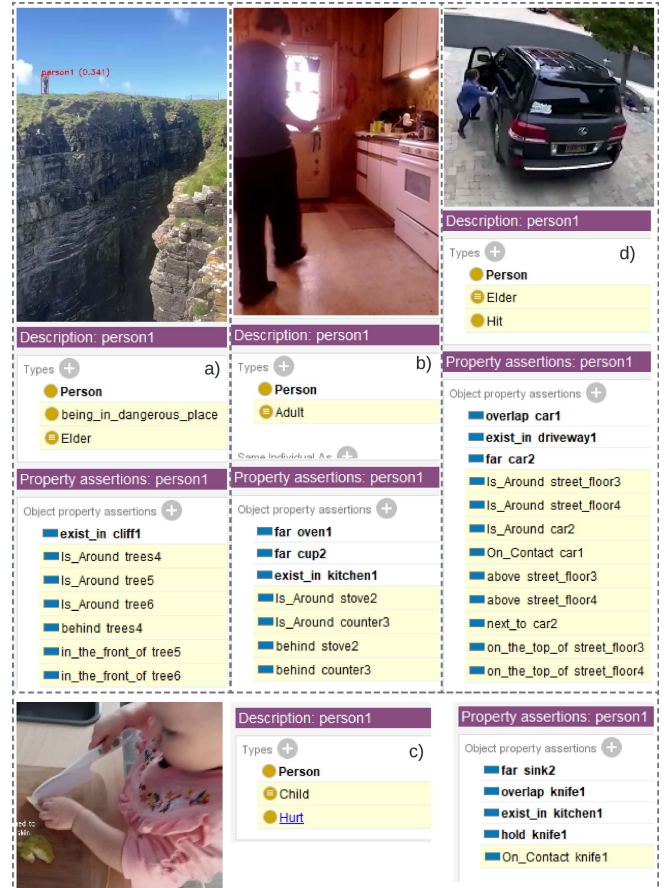 person1 (0.341)
Description: person1
Types
a)
Person
being_in_dangerous_place
Elder
Property assertions: person1
Object property assertions
exist_in cliff1
Is_Around trees4
Is_Around tree5
Is_Around tree6
behind trees4
in_the_front_of tree5
in_the_front_of tree6
Description: person1
Types
b)
Person
Adult
Same Individual As
Property assertions: person1
Object property assertions
far oven1
far cup2
exist_in kitchen1
Is_Around stove2
Is_Around counter3
behind stove2
behind counter3
Description: person1
Types
d)
Person
Elder
Hit
Property assertions: person1
Object property assertions
overlap car1
exist_in driveway1
far car2
Is_Around street_floor3
Is_Around street_floor4
Is_Around car2
On_Contact car1
above street_floor3
above street_floor4
next_to car2
on_the_top_of street_floor3
on_the_top_of street_floor4
ed to
skin
Description: person1
Types
c)
Person
Child
Hurt
Property assertions: person1
Object property assertions
far sink2
overlap knife1
exist_in kitchen1
hold knife1
On_Contact knife1